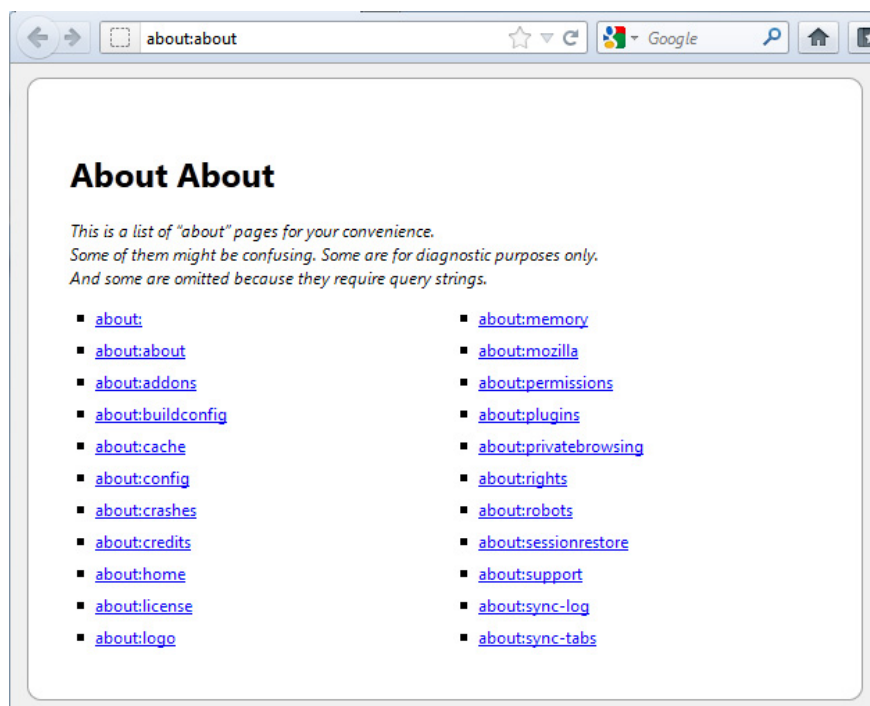 about:about
Google
About About
This is a list of “about” pages for your convenience.
Some of them might be confusing. Some are for diagnostic purposes only.
And some are omitted because they require query strings.
about:
about:about
about:addons
about:buildconfig
about:cache
about:config
about:crashes
about:credits
about:home
about:license
about:logo
about:memory
about:mozilla
about:permissions
about:plugins
about:privatebrowsing
about:rights
about:robots
about:sessionrestore
about:support
about:sync-log
about:sync-tabs